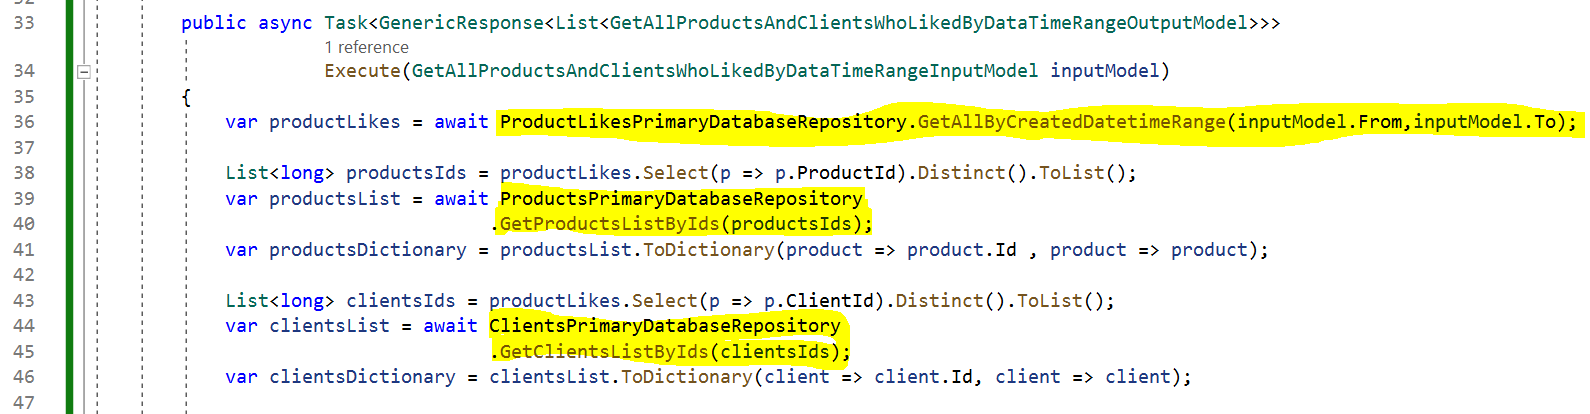 33 public async Task<GenericResponse<List<GetAllProductsAndClientsWhoLikedByDataTimeRangeOutputModel>>>
1 reference
34 Execute(GetAllProductsAndClientsWhoLikedByDataTimeRangeInputModel inputModel)
35 {
36 var productLikes = await ProductLikesPrimaryDatabaseRepository.GetAllByCreatedDatetimeRange(inputModel.From,inputModel.To);
37
38 List<long> productsIds = productLikes.Select(p => p.ProductId).Distinct().ToList();
39 var productsList = await ProductsPrimaryDatabaseRepository
40 .GetProductsListByIds(productsIds);
41 var productsDictionary = productsList.ToDictionary(product => product.Id , product => product);
42
43 List<long> clientsIds = productLikes.Select(p => p.ClientId).Distinct().ToList();
44 var clientsList = await ClientsPrimaryDatabaseRepository
45 .GetClientsListByIds(clientsIds);
46 var clientsDictionary = clientsList.ToDictionary(client => client.Id, client => client);
47